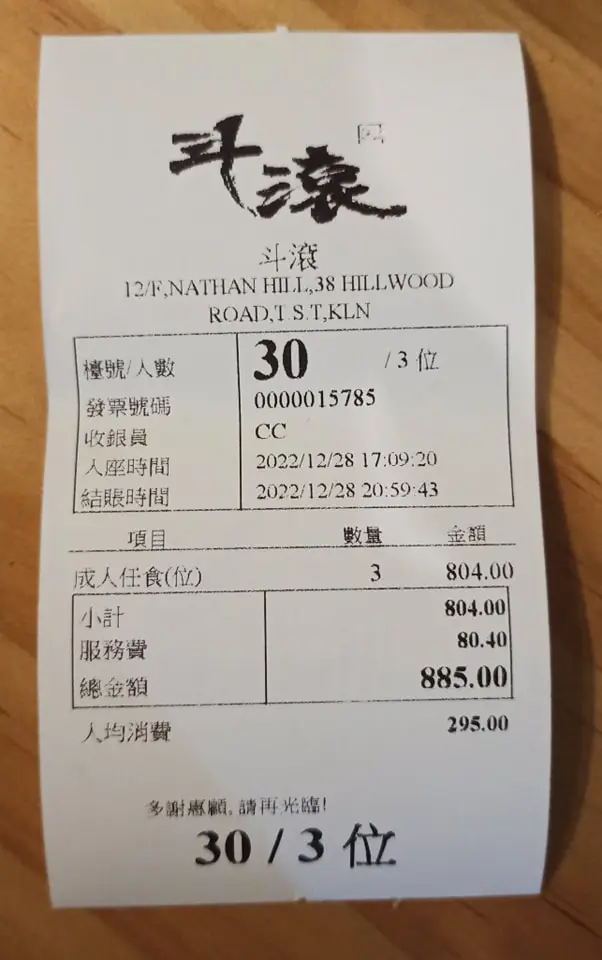 斗滾
斗滾
12/F,NATHAN HILL,38 HILLWOOD
ROAD,T.S.T,KLN
檯號/人數 30 / 3 位
發票號碼 0000015785
收銀員 CC
入座時間 2022/12/28 17:09:20
結賬時間 2022/12/28 20:59:43
項目 數量 金額
成人任食(位) 3 804.00
小計 804.00
服務費 80.40
總金額 885.00
人均消費 295.00
多謝惠顧, 請再光臨!
30 / 3 位